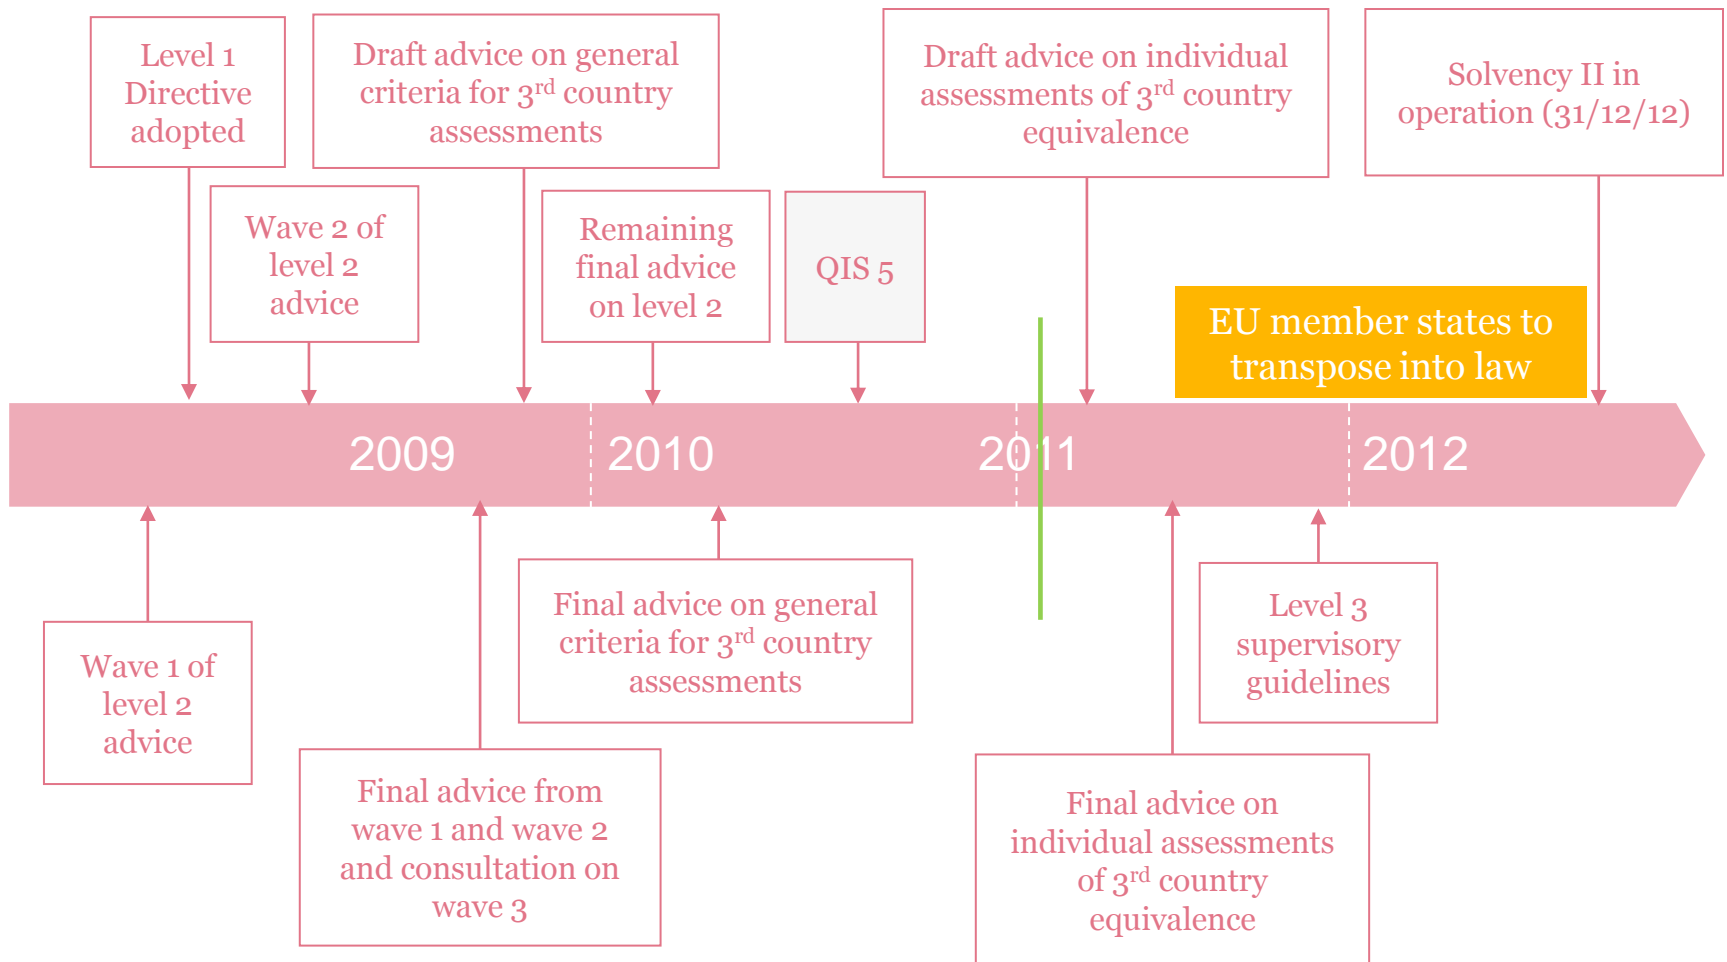 Level 1
Directive
adopted
Draft advice on general
criteria for 3rd country
assessments
Draft advice on individual
assessments of 3rd country
equivalence
Solvency II in
operation (31/12/12)
Wave 2 of
level 2
advice
Remaining
final advice
on level 2
QIS 5
EU member states to
transpose into law
2009
2010
2011
2012
Wave 1 of
level 2
advice
Final advice from
wave 1 and wave 2
and consultation on
wave 3
Final advice on general
criteria for 3rd country
assessments
Final advice on
individual assessments
of 3rd country
equivalence
Level 3
supervisory
guidelines